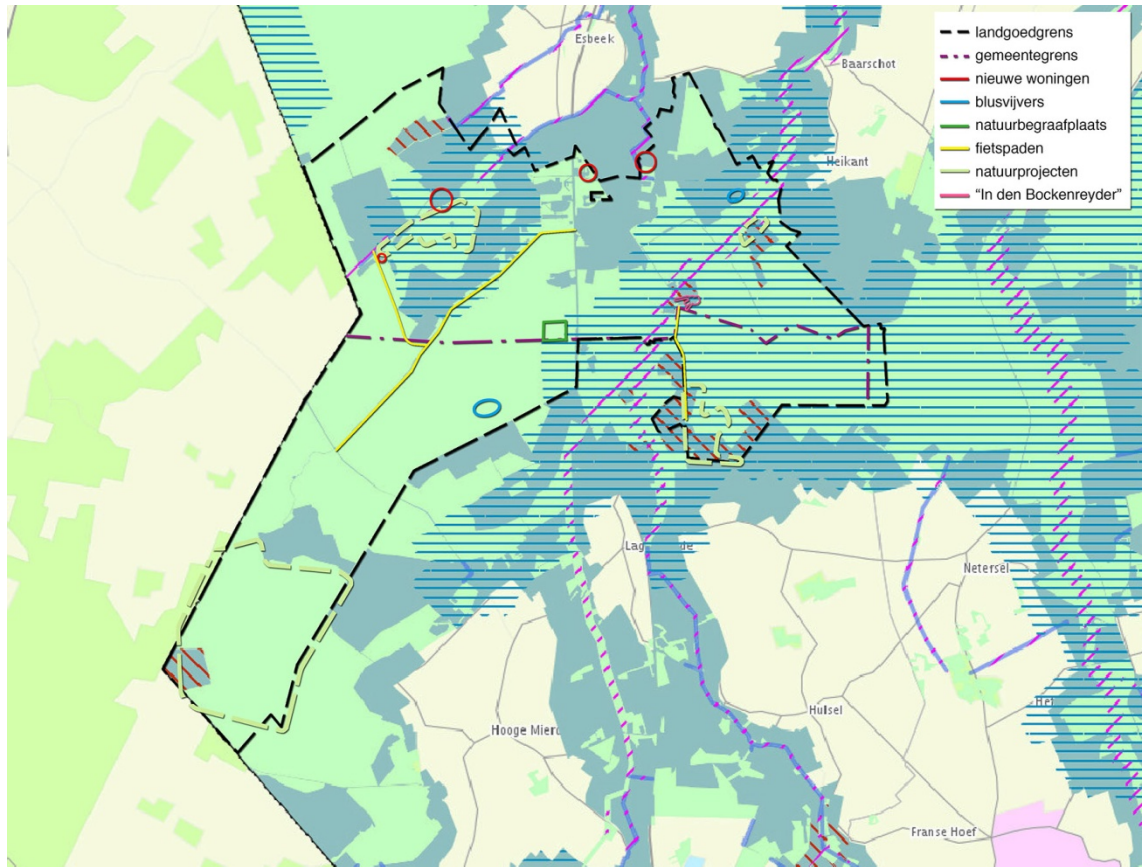 Esbeek
Baarschot
Heikant
landgoedgrens
gemeentegrens
nieuwe woningen
blusvijvers
natuurbegraafplaats
fietspaden
natuurprojecten
“In den Bockenreyder”
Netersel
Hulsel
Hooge Mierd
Franse Hoef